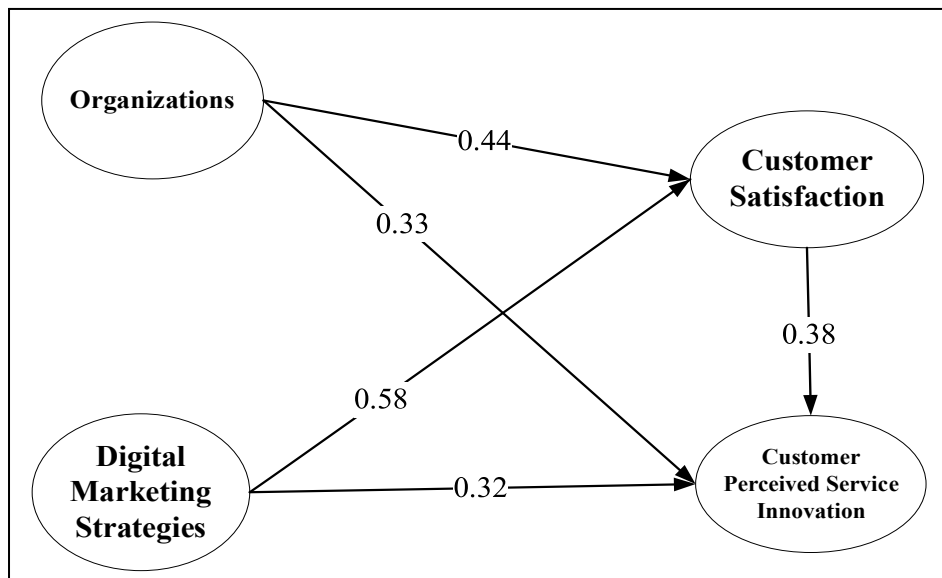 Organizations
0.44
Customer
Satisfaction
0.33
0.38
0.58
Digital
Marketing
Strategies
0.32
Customer
Perceived Service
Innovation